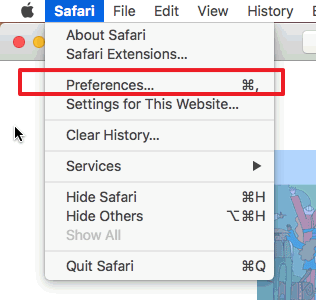 Safari File Edit View History
About Safari
Safari Extensions...
Preferences... ⌘,
Settings for This Website...
Clear History...
Services ▶
Hide Safari ⌘H
Hide Others ⌥⌘H
Show All
Quit Safari ⌘Q